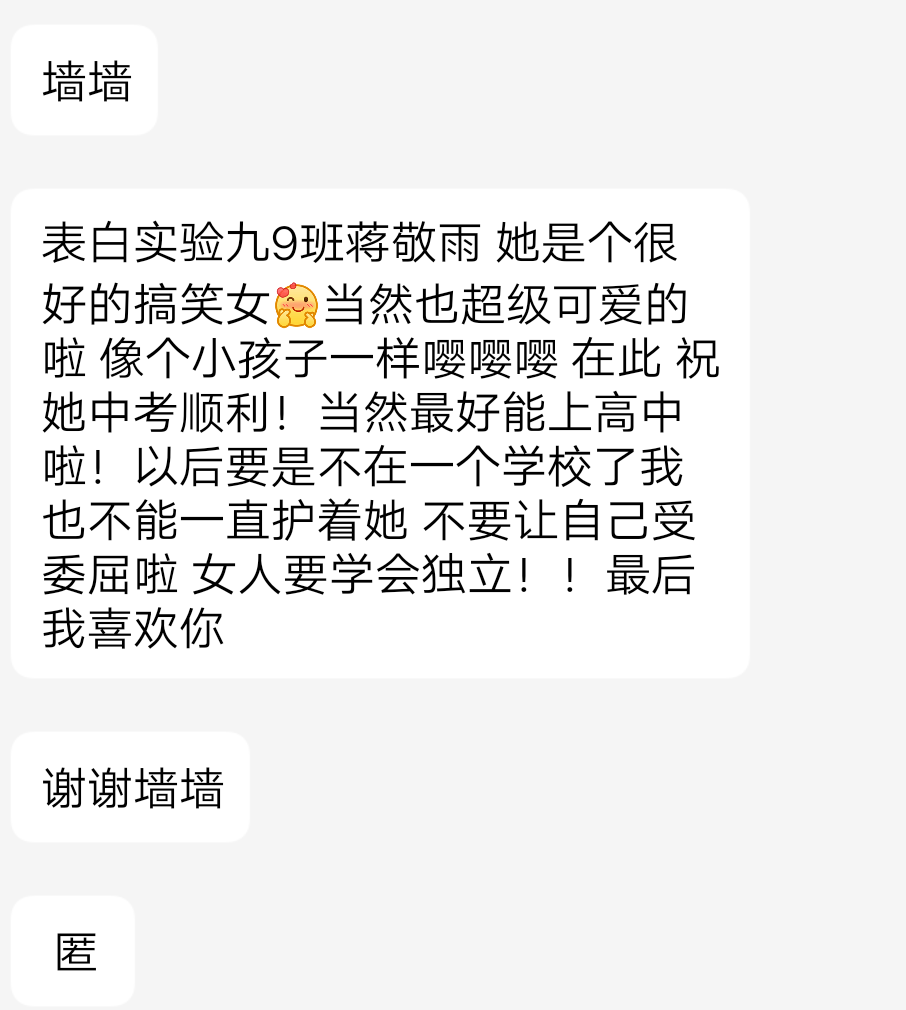 墙墙
表白实验九9班蒋敬雨 她是个很
好的搞笑女🥰当然也超级可爱的
啦 像个小孩子一样嘤嘤嘤 在此 祝
她中考顺利！当然最好能上高中
啦！以后要是不在一个学校了我
也不能一直护着她 不要让自己受
委屈啦 女人要学会独立！！最后
我喜欢你
谢谢墙墙
匿